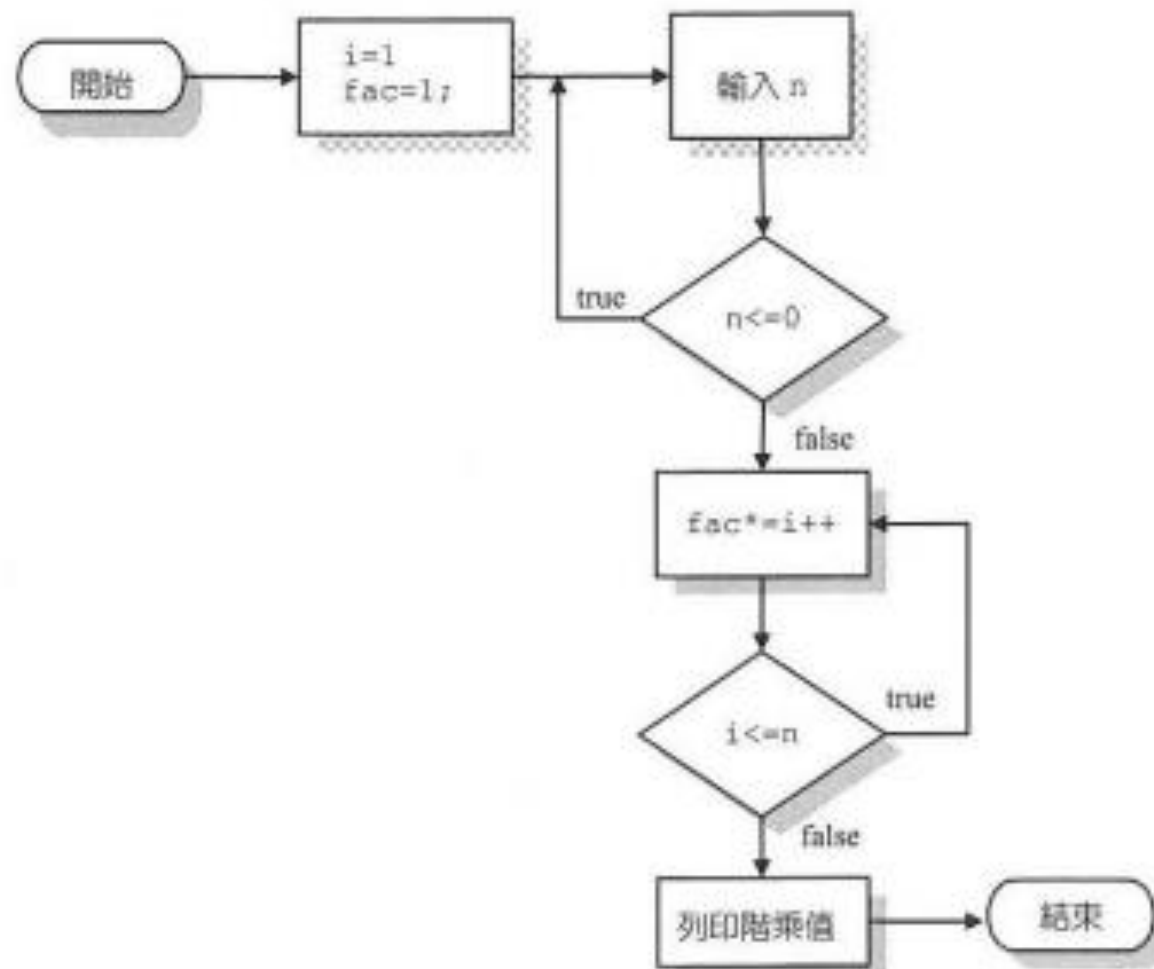 開始
i=1
fac=1;
輸入 n
n<=0
true
false
fac*=i++
i<=n
true
false
列印階乘值
結束